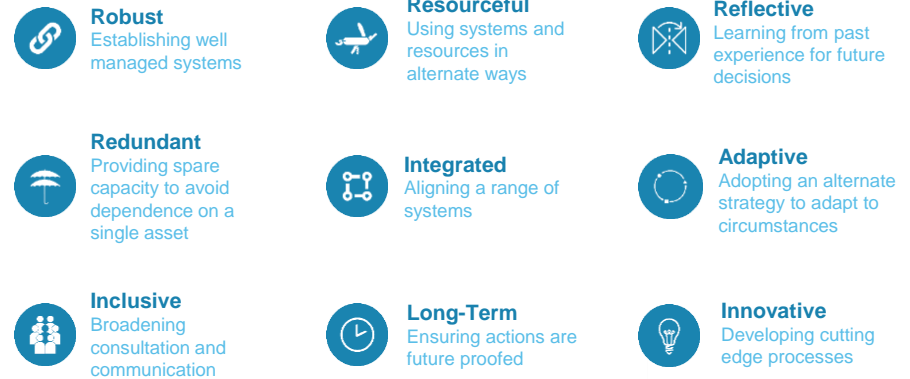 Robust
Establishing well
managed systems
Resourceful
Using systems and
resources in
alternate ways
Reflective
Learning from past
experience for future
decisions
Redundant
Providing spare
capacity to avoid
dependence on a
single asset
Integrated
Aligning a range of
systems
Adaptive
Adopting an alternate
strategy to adapt to
circumstances
Inclusive
Broadening
consultation and
communication
Long-Term
Ensuring actions are
future proofed
Innovative
Developing cutting
edge processes